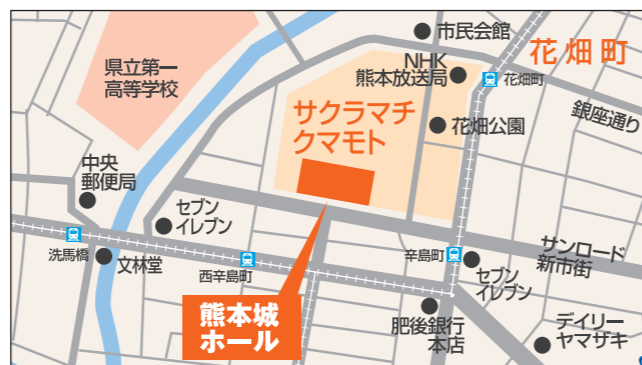 市民会館
花畑町
県立第一
高等学校
NHK
熊本放送局
花畑町
銀座通り
サクラマチ
クマモト
花畑公園
中央
郵便局
セブン
イレブン
洗馬橋
文林堂
西辛島町
辛島町
サンロード
新市街
セブン
イレブン
熊本城
ホール
肥後銀行
本店
デイリー
ヤマザキ